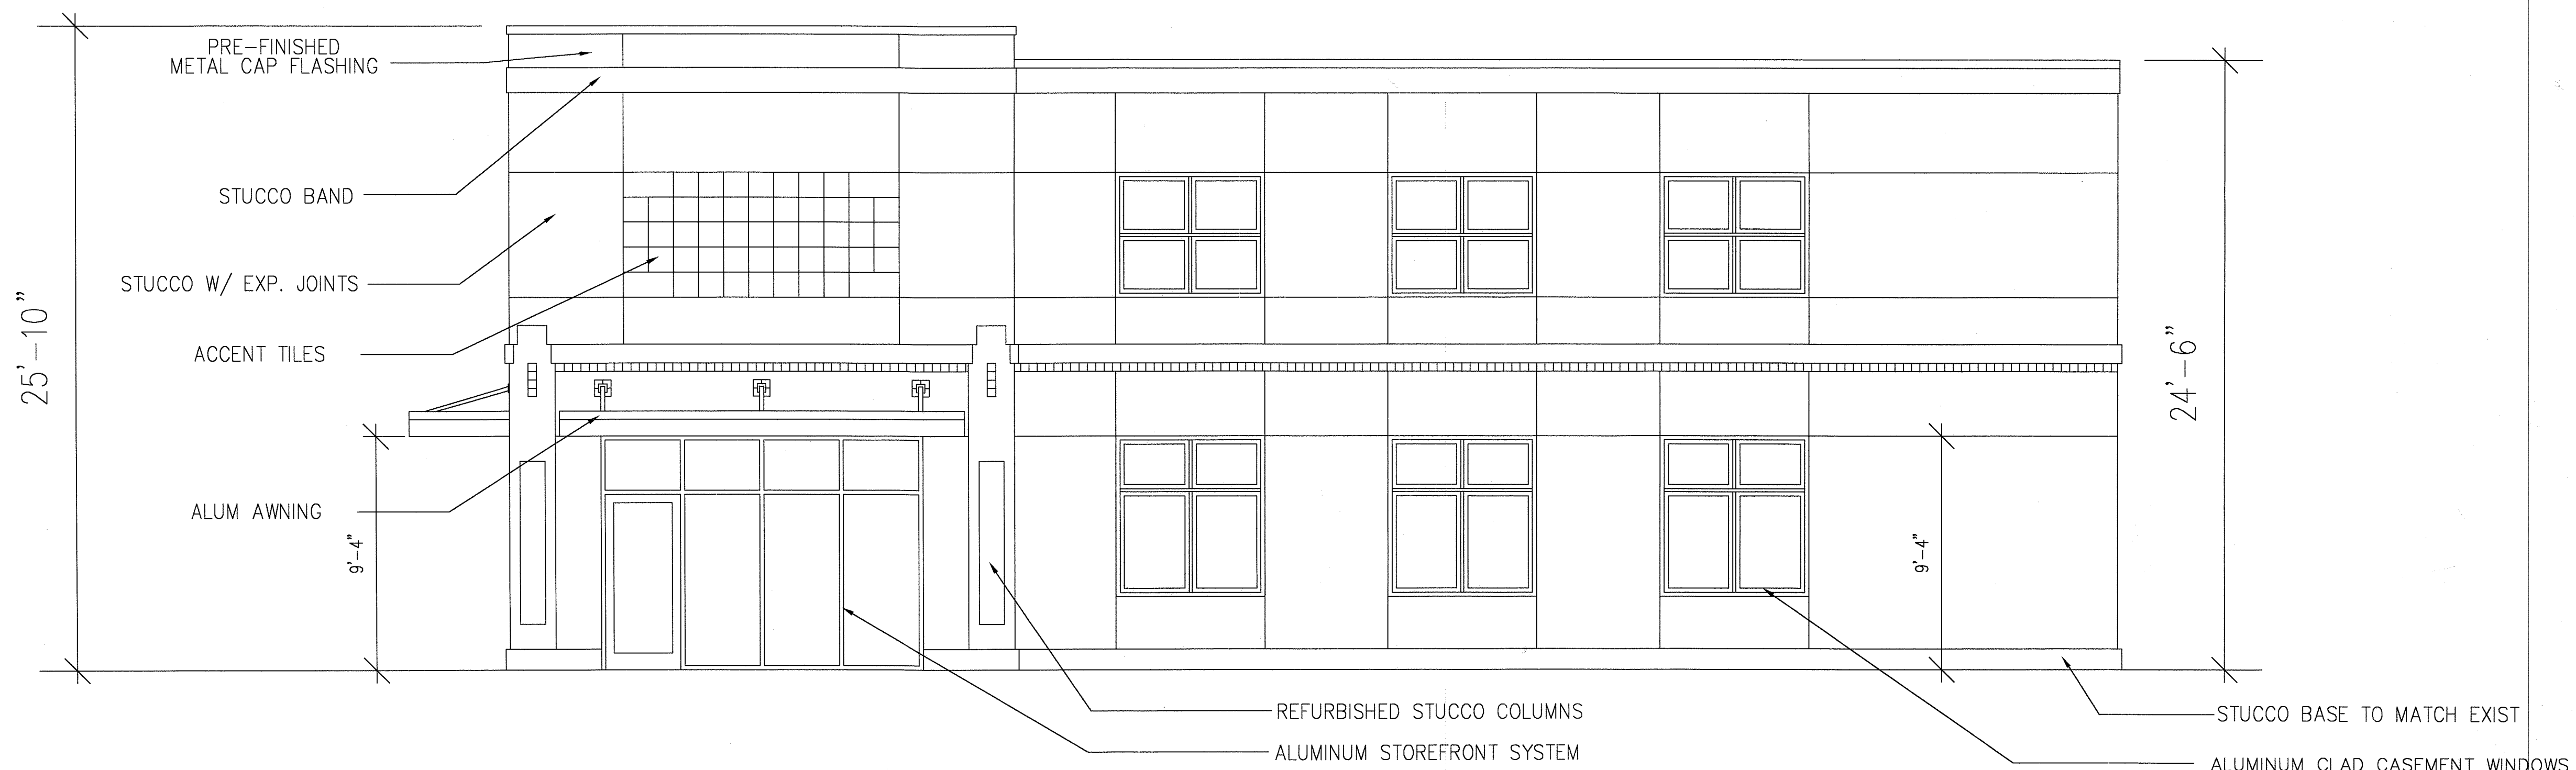 PRE-FINISHED
METAL CAP FLASHING
STUCCO BAND
STUCCO W/ EXP. JOINTS
25'-10"
ACCENT TILES
24'-6"
ALUM AWNING
9'-4"
9'-4"
REFURBISHED STUCCO COLUMNS
STUCCO BASE TO MATCH EXIST
ALUMINUM STOREFRONT SYSTEM
ALUMINUM CLAD CASEMENT WINDOWS